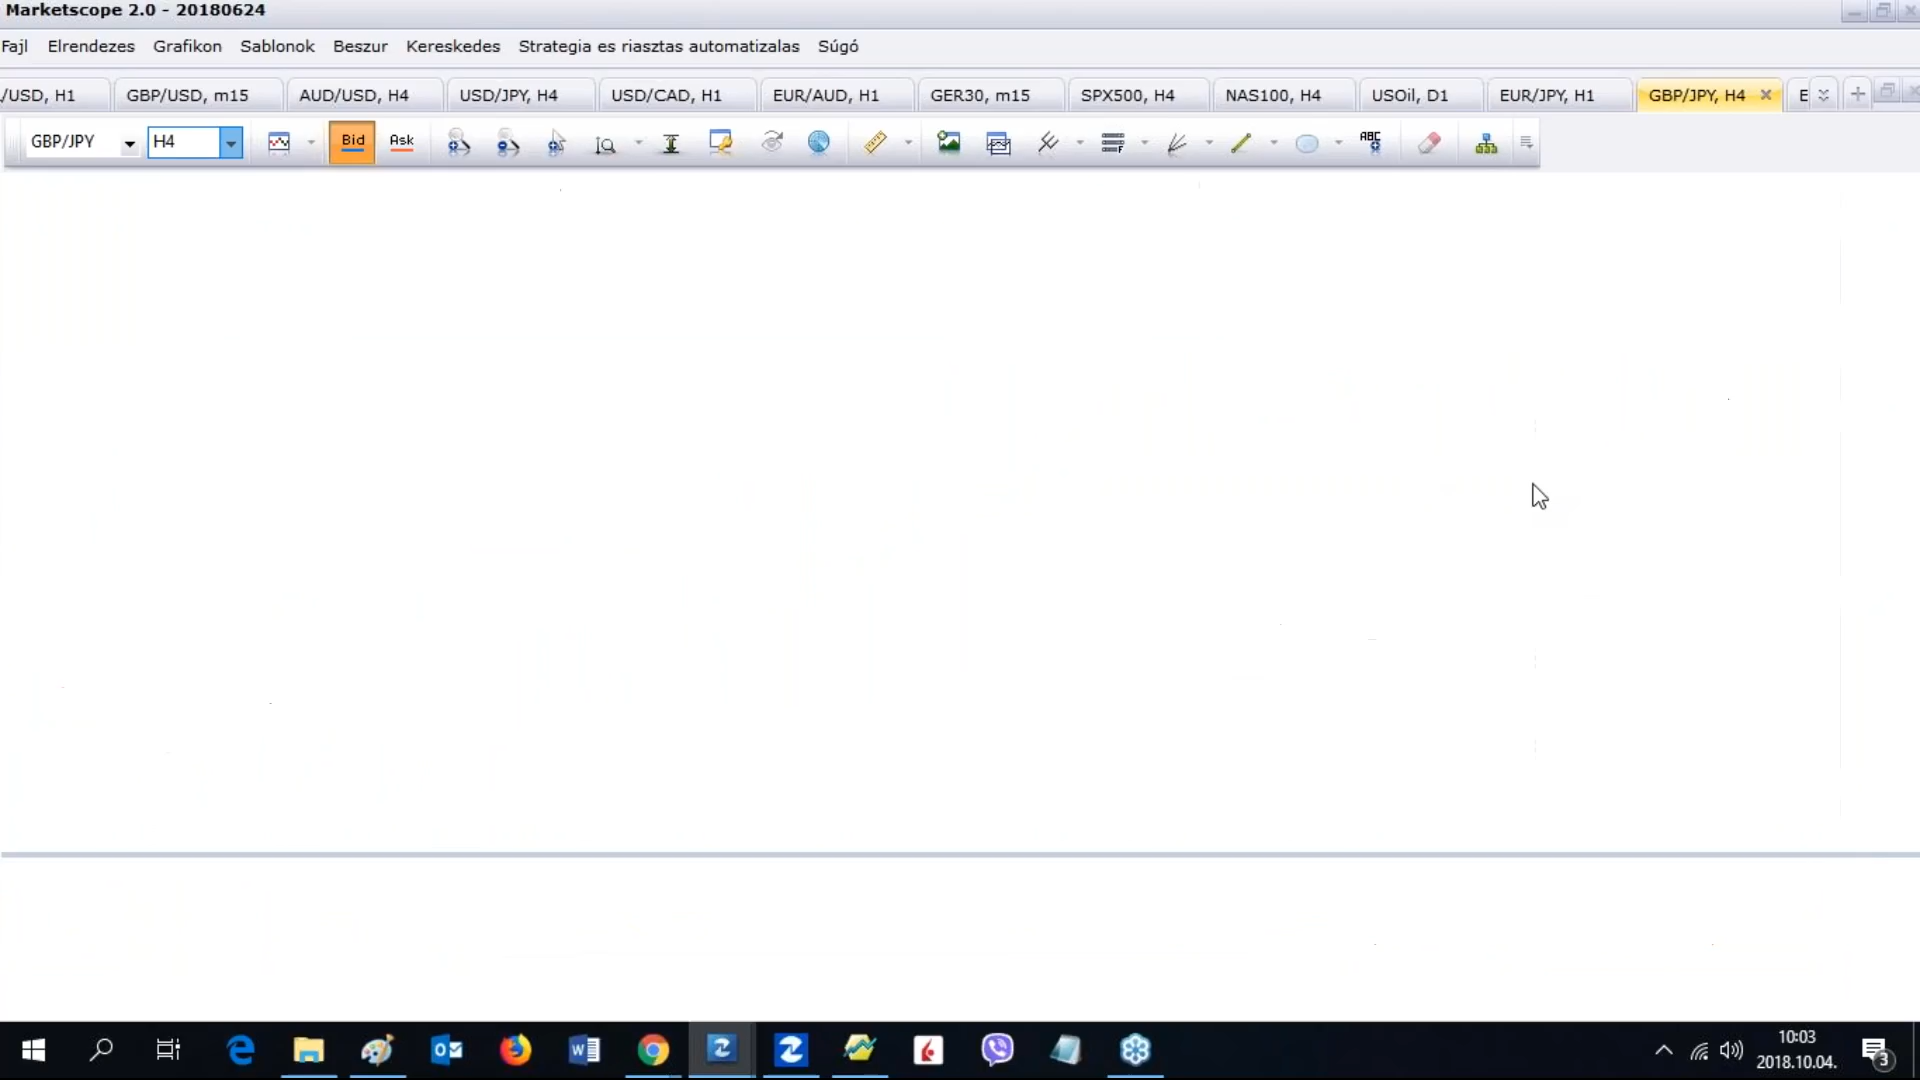 Marketscope 2.0 - 20180624
Fajl Elrendezes Grafikon Sablonok Beszur Kereskedes Strategia es riasztas automatizalas Súgó
/USD, H1 GBP/USD, m15 AUD/USD, H4 USD/JPY, H4 USD/CAD, H1 EUR/AUD, H1 GER30, m15 SPX500, H4 NAS100, H4 USOil, D1 EUR/JPY, H1 GBP/JPY, H4 E
GBP/JPY H4 Bid Ask ABC
10:03
2018.10.04.
3